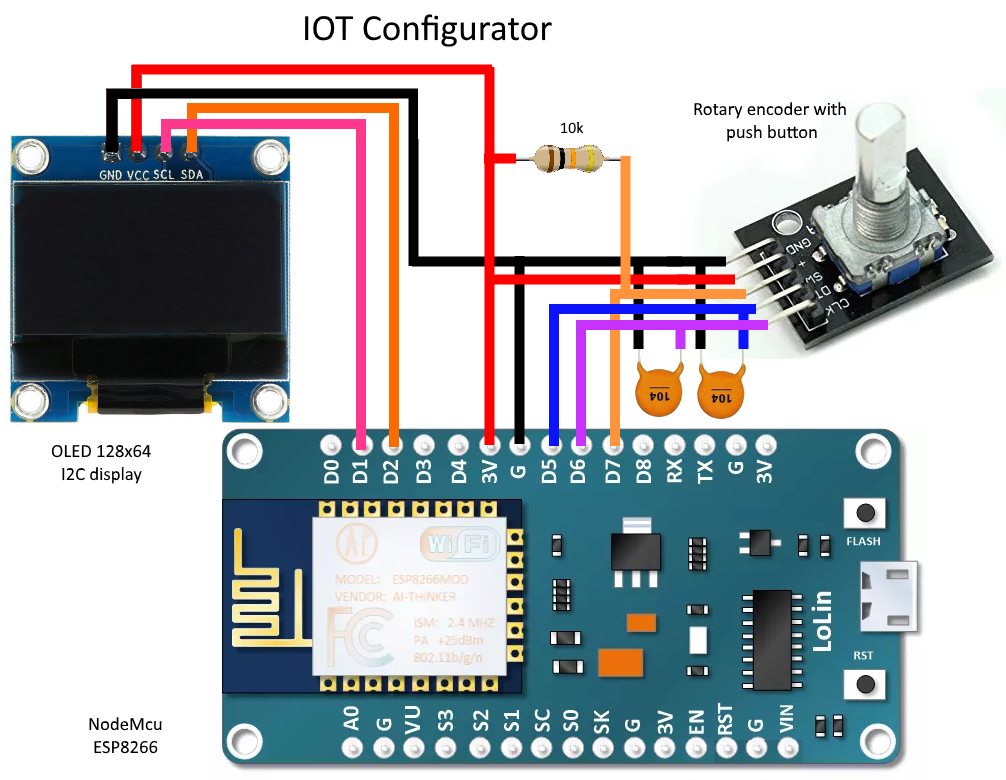 IOT Configurator
Rotary encoder with
push button
10k
GND VCC SCL SDA
GND
+
SW
DT
CLK
104
104
OLED 128x64
I2C display
D0 D1 D2 D3 D4 3V G D5 D6 D7 D8 RX TX G 3V
FLASH
Ai
WiFi
MODEL: ESP8266MOD
VENDOR: AI-THINKER
FC
ISM: 2.4 MHZ
PA +25dBm
802.11b/g/n
LoLin
RST
NodeMcu
ESP8266
A0 G VU S3 S2 S1 SC S0 SK G 3V EN RST G VIN